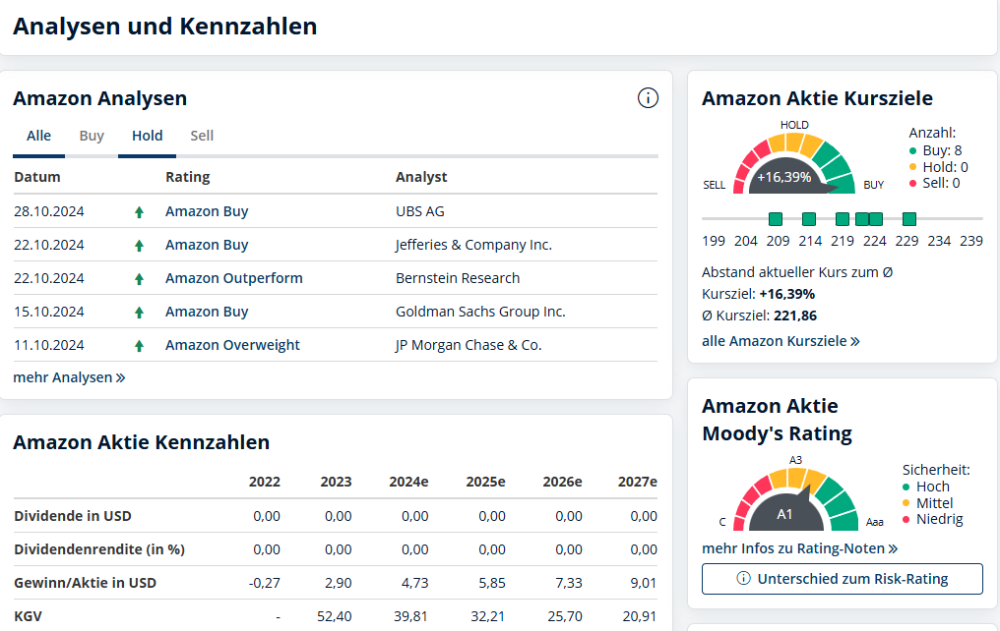 Analysen und Kennzahlen
Amazon Analysen
Alle Buy Hold Sell
Datum Rating Analyst
28.10.2024 Amazon Buy UBS AG
22.10.2024 Amazon Buy Jefferies & Company Inc.
22.10.2024 Amazon Outperform Bernstein Research
15.10.2024 Amazon Buy Goldman Sachs Group Inc.
11.10.2024 Amazon Overweight JP Morgan Chase & Co.
mehr Analysen »
Amazon Aktie Kennzahlen
2022 2023 2024e 2025e 2026e 2027e
Dividende in USD 0,00 0,00 0,00 0,00 0,00 0,00
Dividendenrendite (in %) 0,00 0,00 0,00 0,00 0,00 0,00
Gewinn/Aktie in USD -0,27 2,90 4,73 5,85 7,33 9,01
KGV - 52,40 39,81 32,21 25,70 20,91
Amazon Aktie Kursziele
HOLD
SELL
+16,39%
BUY
Anzahl:
Buy: 8
Hold: 0
Sell: 0
199 204 209 214 219 224 229 234 239
Abstand aktueller Kurs zum Ø
Kursziel: +16,39%
Ø Kursziel: 221,86
alle Amazon Kursziele »
Amazon Aktie
Moody's Rating
A3
C
A1
Aaa
Sicherheit:
Hoch
Mittel
Niedrig
mehr Infos zu Rating-Noten »
Unterschied zum Risk-Rating